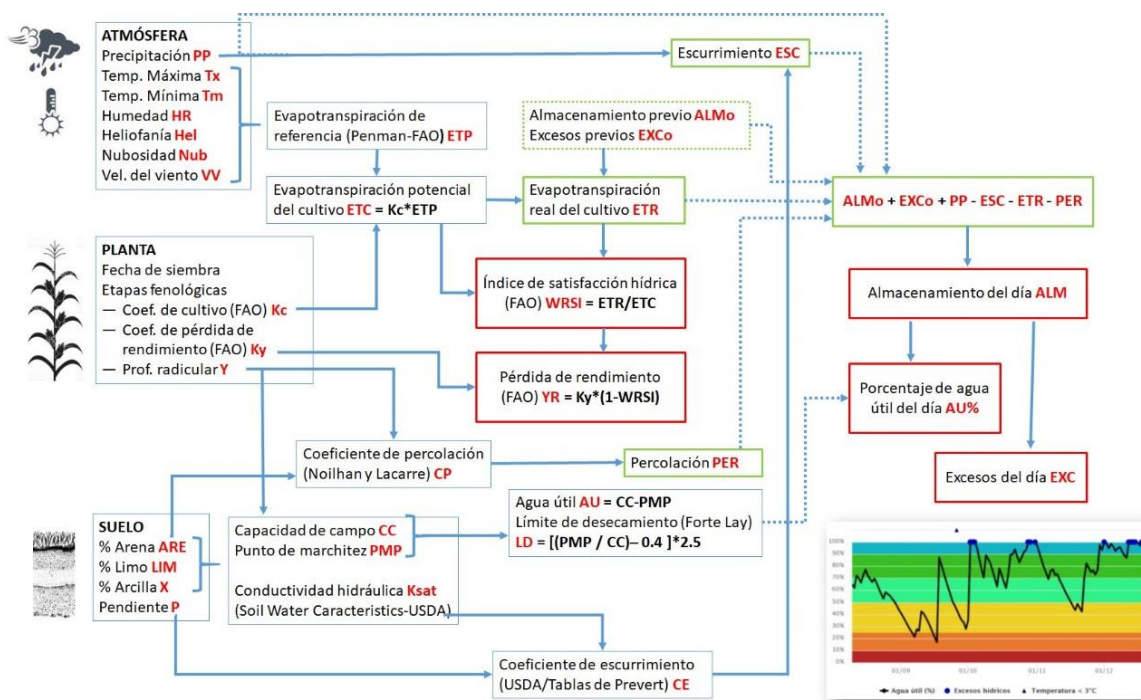 ATMÓSFERA
Precipitación PP
Temp. Máxima Tx
Temp. Mínima Tm
Humedad HR
Heliofanía Hel
Nubosidad Nub
Vel. del viento VV
Escurrimiento ESC
Evapotranspiración de
referencia (Penman-FAO) ETP
Almacenamiento previo ALMo
Excesos previos EXCo
Evapotranspiración potencial
del cultivo ETC = Kc*ETP
Evapotranspiración
real del cultivo ETR
ALMo + EXCo + PP - ESC - ETR - PER
PLANTA
Fecha de siembra
Etapas fenológicas
— Coef. de cultivo (FAO) Kc
— Coef. de pérdida de
rendimiento (FAO) Ky
— Prof. radicular Y
Índice de satisfacción hídrica
(FAO) WRSI = ETR/ETC
Almacenamiento del día ALM
Pérdida de rendimiento
(FAO) YR = Ky*(1-WRSI)
Porcentaje de agua
útil del día AU%
Coeficiente de percolación
(Noilhan y Lacarre) CP
Percolación PER
Excesos del día EXC
SUELO
% Arena ARE
% Limo LIM
% Arcilla X
Pendiente P
Capacidad de campo CC
Punto de marchitez PMP
Conductividad hidráulica Ksat
(Soil Water Caracteristics-USDA)
Agua útil AU = CC-PMP
Límite de desecamiento (Forte Lay)
LD = [(PMP / CC)– 0.4 ]*2.5
Coeficiente de escurrimiento
(USDA/Tablas de Prevert) CE
100%
90%
80%
70%
60%
50%
40%
30%
20%
10%
0%
01/09 01/10 01/11 01/12
Agua útil (%) Excesos hídricos Temperatura < 3°C